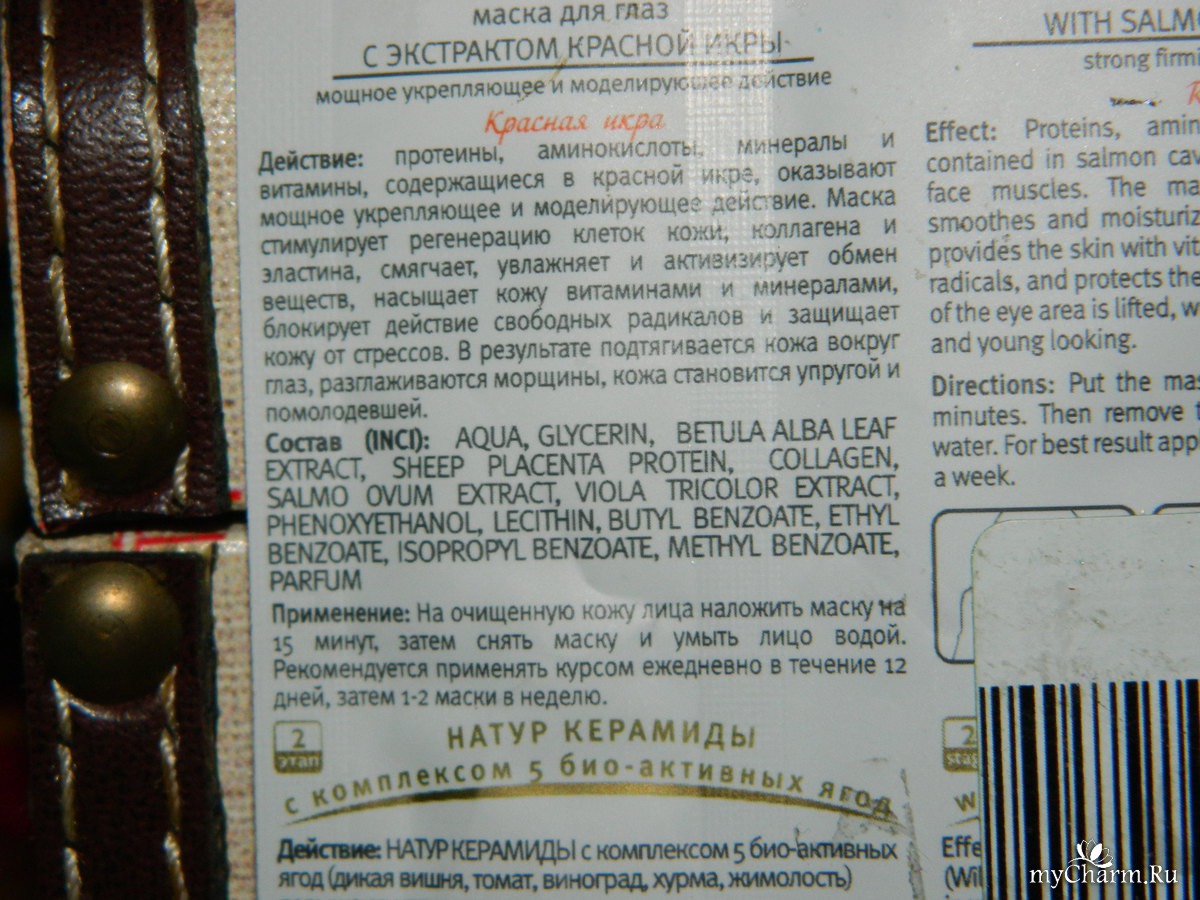 маска для глаз
С ЭКСТРАКТОМ КРАСНОЙ ИКРЫ
мощное укрепляющее и моделирующее действие
Красная икра
Действие: протеины, аминокислоты, минералы и
витамины, содержащиеся в красной икре, оказывают
мощное укрепляющее и моделирующее действие. Маска
стимулирует регенерацию клеток кожи, коллагена и
эластина, смягчает, увлажняет и активизирует обмен
веществ, насыщает кожу витаминами и минералами,
блокирует действие свободных радикалов и защищает
кожу от стрессов. В результате подтягивается кожа вокруг
глаз, разглаживаются морщины, кожа становится упругой и
помолодевшей.
Состав (INCI): AQUA, GLYCERIN, BETULA ALBA LEAF
EXTRACT, SHEEP PLACENTA PROTEIN, COLLAGEN,
SALMO OVUM EXTRACT, VIOLA TRICOLOR EXTRACT,
PHENOXYETHANOL, LECITHIN, BUTYL BENZOATE, ETHYL
BENZOATE, ISOPROPYL BENZOATE, METHYL BENZOATE,
PARFUM
Применение: На очищенную кожу лица наложить маску на
15 минут, затем снять маску и умыть лицо водой.
Рекомендуется применять курсом ежедневно в течение 12
дней, затем 1-2 маски в неделю.
2
этап
НАТУР КЕРАМИДЫ
с комплексом 5 био-активных ягод
Действие: НАТУР КЕРАМИДЫ с комплексом 5 био-активных
ягод (дикая вишня, томат, виноград, хурма, жимолость)
WITH SALM
strong firmi
Effect: Proteins, amin
contained in salmon cav
face muscles. The ma
smoothes and moisturiz
provides the skin with vit
radicals, and protects the
of the eye area is lifted, w
and young looking.
Directions: Put the mas
minutes. Then remove
water. For best result app
a week.
2
stag
W
Effe
(Wil
myCharm.Ru